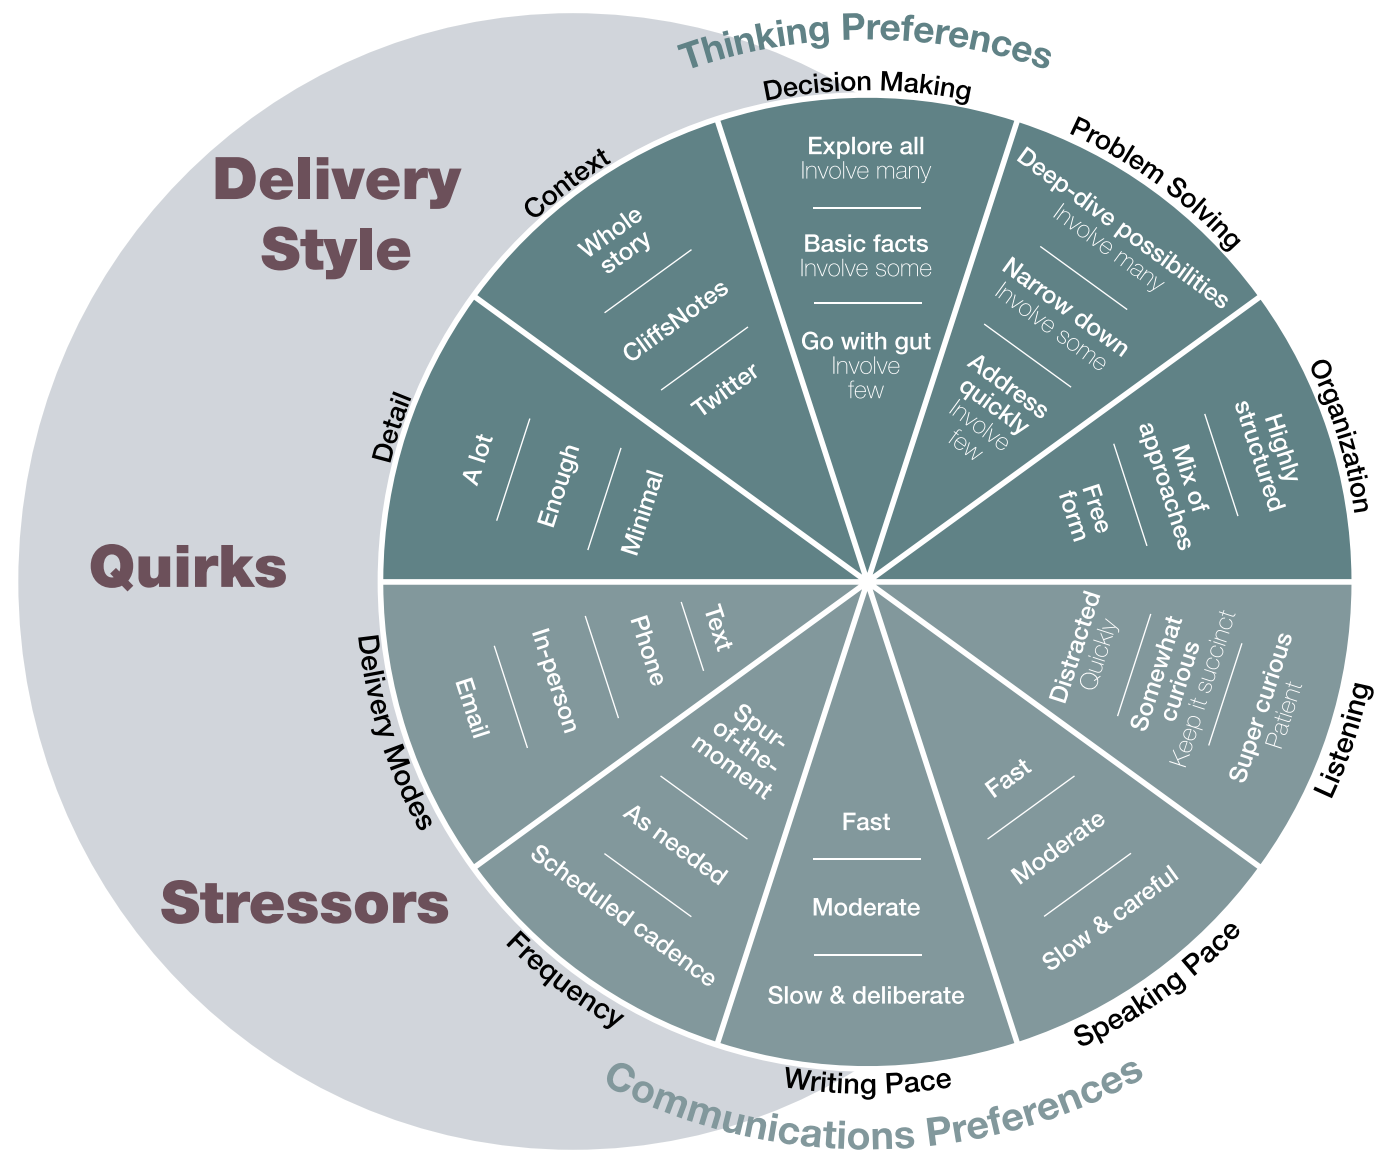 Thinking Preferences
Decision Making
Explore all
Involve many
Basic facts
Involve some
Go with gut
Involve
few
Problem Solving
Deep-dive possibilities
Involve many
Narrow down
Involve some
Address
quickly
Involve
few
Organization
Highly
structured
Mix of
approaches
Free
form
Listening
Distracted
Quickly
Somewhat
curious
Keep it succinct
Super curious
Patient
Speaking Pace
Fast
Moderate
Slow & careful
Writing Pace
Fast
Moderate
Slow & deliberate
Frequency
Spur-
of-the-
moment
As needed
Scheduled cadence
Delivery Modes
Email
In-person
Phone
Text
Detail
A lot
Enough
Minimal
Context
Whole
story
CliffsNotes
Twitter
Communications Preferences
Delivery
Style
Quirks
Stressors